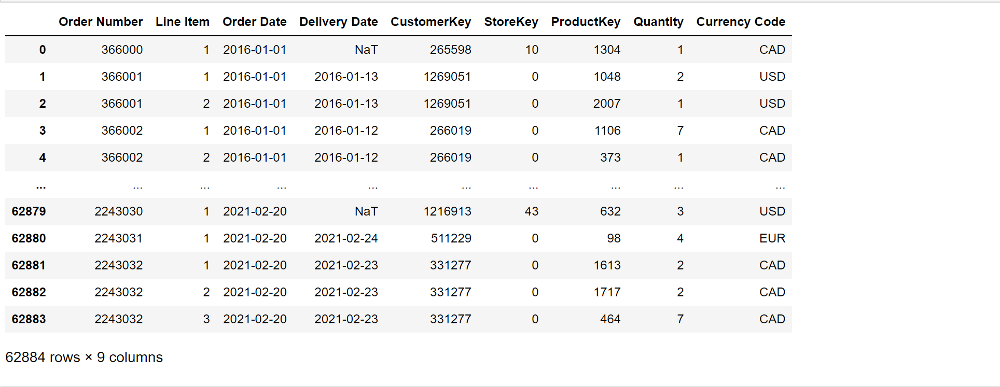 Order Number Line Item Order Date Delivery Date CustomerKey StoreKey ProductKey Quantity Currency Code
0 366000 1 2016-01-01 NaT 265598 10 1304 1 CAD
1 366001 1 2016-01-01 2016-01-13 1269051 0 1048 2 USD
2 366001 2 2016-01-01 2016-01-13 1269051 0 2007 1 USD
3 366002 1 2016-01-01 2016-01-12 266019 0 1106 7 CAD
4 366002 2 2016-01-01 2016-01-12 266019 0 373 1 CAD
... ... ... ... ... ... ... ... ... ...
62879 2243030 1 2021-02-20 NaT 1216913 43 632 3 USD
62880 2243031 1 2021-02-20 2021-02-24 511229 0 98 4 EUR
62881 2243032 1 2021-02-20 2021-02-23 331277 0 1613 2 CAD
62882 2243032 2 2021-02-20 2021-02-23 331277 0 1717 2 CAD
62883 2243032 3 2021-02-20 2021-02-23 331277 0 464 7 CAD
62884 rows × 9 columns